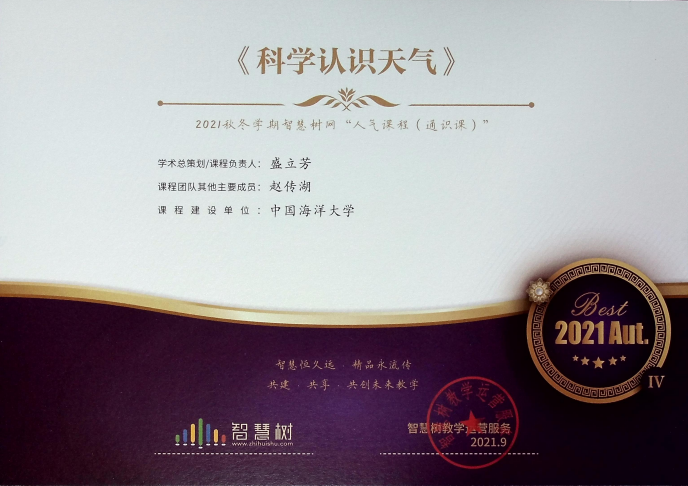 《科学认识天气》
2021秋冬学期智慧树网“人气课程（通识课）”
学术总策划/课程负责人：盛立芳
课程团队其他主要成员：赵传湖
课程建设单位：中国海洋大学
Best
2021 Aut.
IV
智慧恒久远·精品永流传
共建·共享·共创未来教学
智慧树
www.zhihuishu.com
智慧树教学运营服务
2021.9